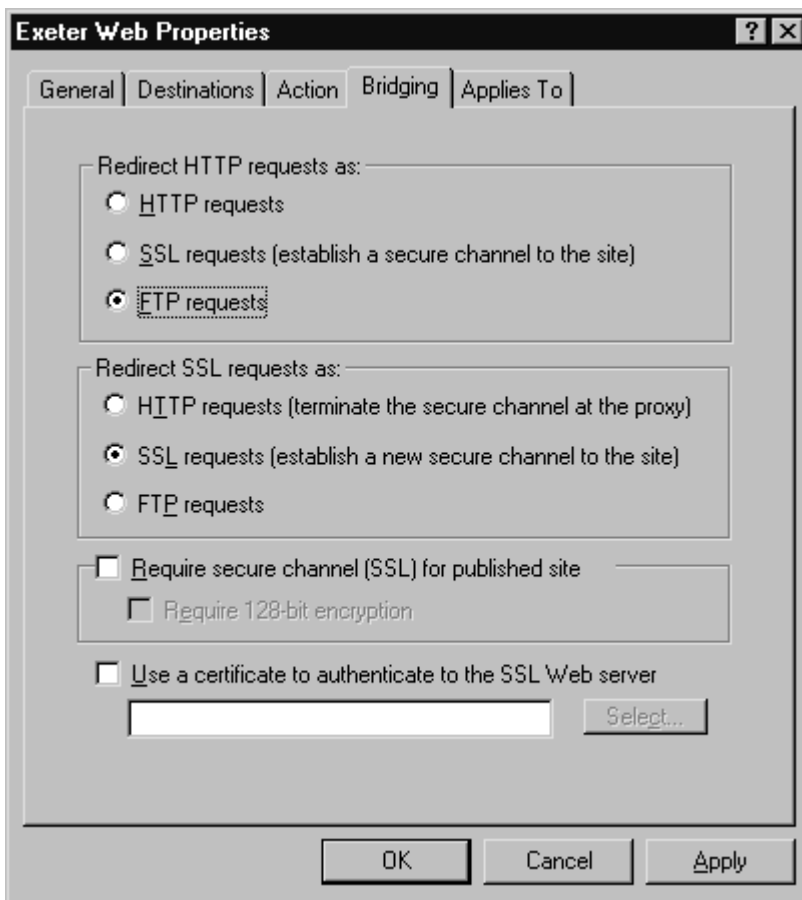 Exeter Web Properties
General Destinations Action Bridging Applies To
Redirect HTTP requests as:
HTTP requests
SSL requests (establish a secure channel to the site)
FTP requests
Redirect SSL requests as:
HTTP requests (terminate the secure channel at the proxy)
SSL requests (establish a new secure channel to the site)
FTP requests
Require secure channel (SSL) for published site
Require 128-bit encryption
Use a certificate to authenticate to the SSL Web server
Select...
OK Cancel Apply